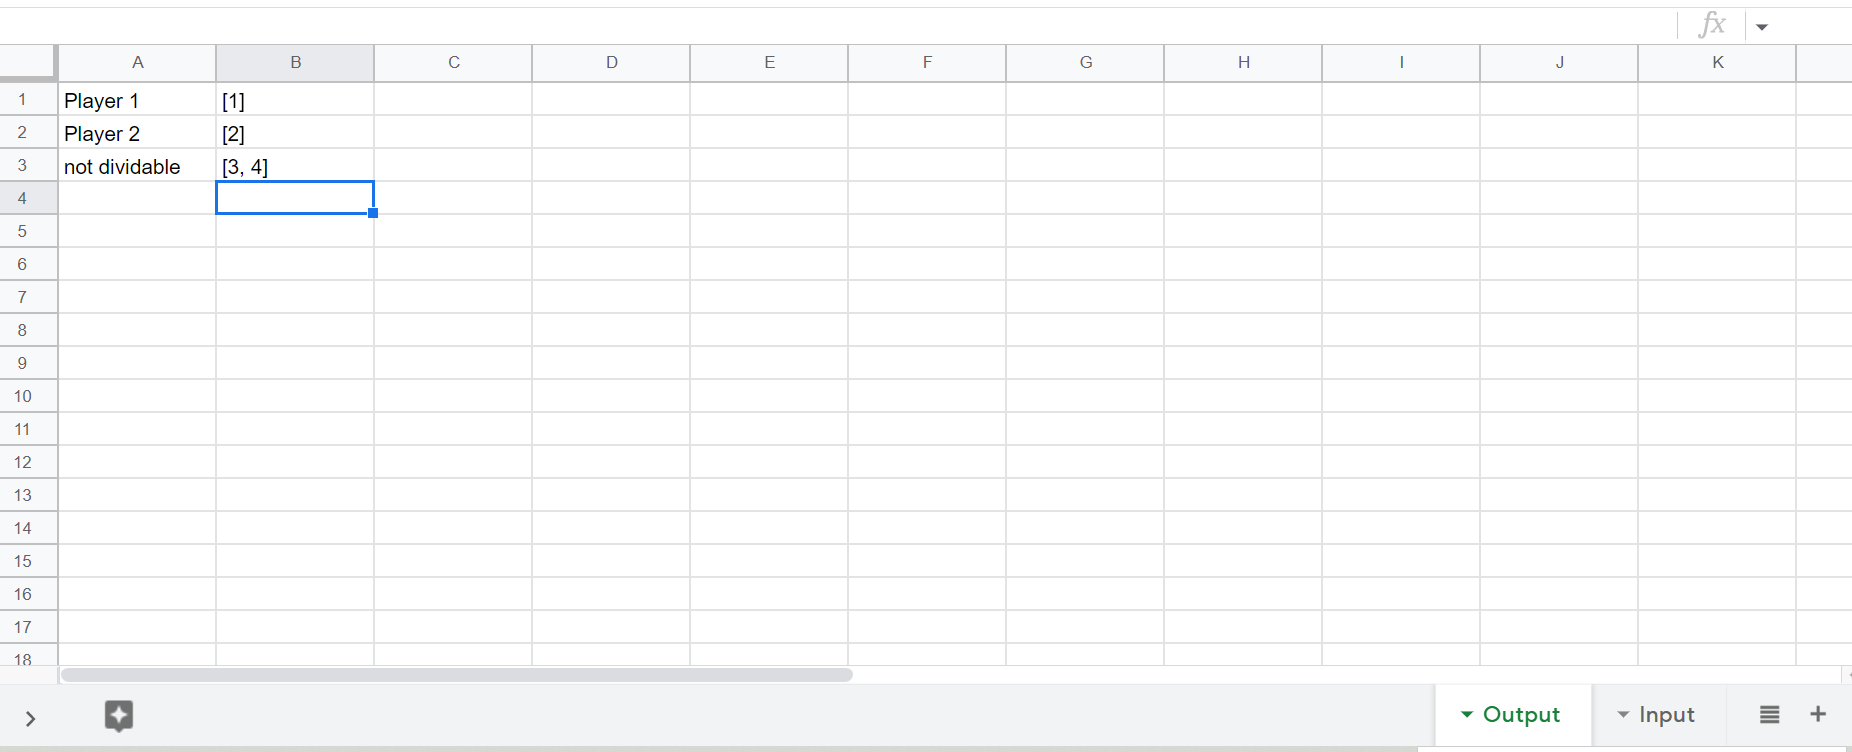 fx
A B C D E F G H I J K
1 Player 1 [1]
2 Player 2 [2]
3 not dividable [3, 4]
4
5
6
7
8
9
10
11
12
13
14
15
16
17
18
Output Input